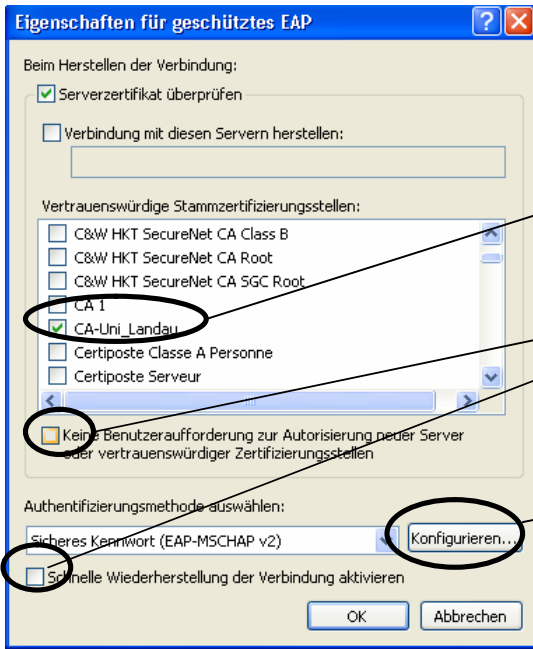 Eigenschaften für geschütztes EAP
Beim Herstellen der Verbindung:
Serverzertifikat überprüfen
Verbindung mit diesen Servern herstellen:
Vertrauenswürdige Stammzertifizierungsstellen:
C&W HKT SecureNet CA Class B
C&W HKT SecureNet CA Root
C&W HKT SecureNet CA SGC Root
CA 1
CA-Uni_Landau
Certiposte Classe A Personne
Certiposte Serveur
Keine Benutzeraufforderung zur Autorisierung neuer Server
oder vertrauenswürdiger Zertifizierungsstellen
Authentifizierungsmethode auswählen:
Sicheres Kennwort (EAP-MSCHAP v2)
Konfigurieren...
Schnelle Wiederherstellung der Verbindung aktivieren
OK
Abbrechen